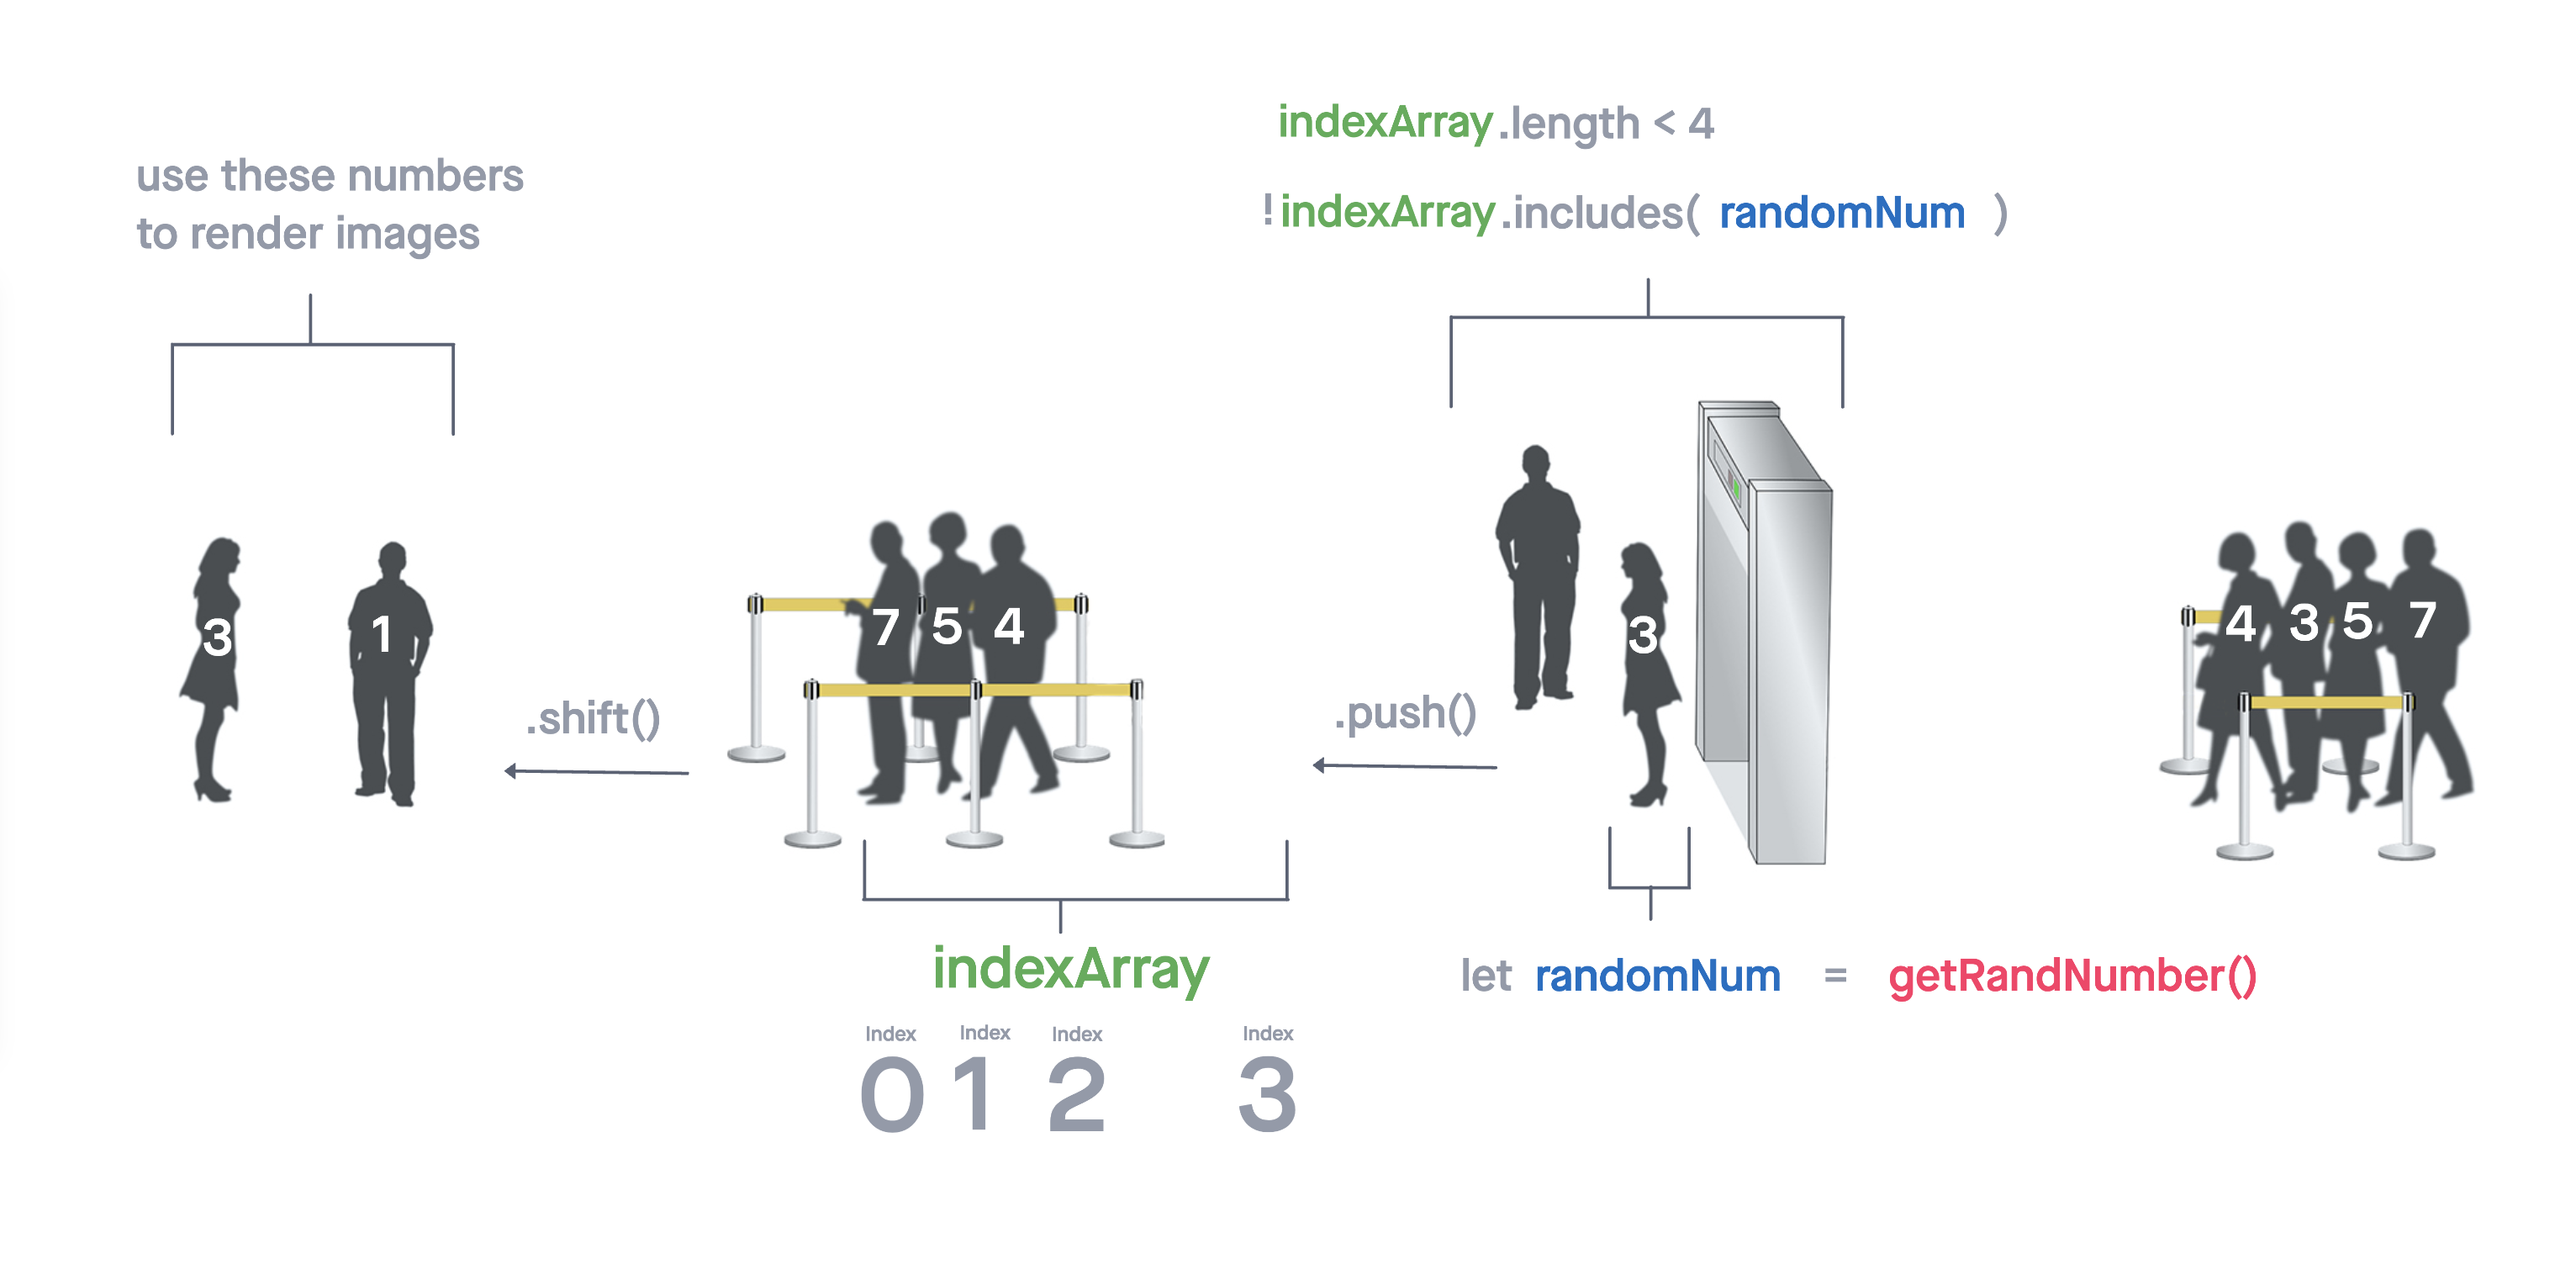 use these numbers
to render images
indexArray.length < 4
!indexArray.includes( randomNum )
3 1
.shift()
7 5 4
.push()
3
4 3 5 7
indexArray
Index Index Index Index
0 1 2 3
let randomNum = getRandNumber()